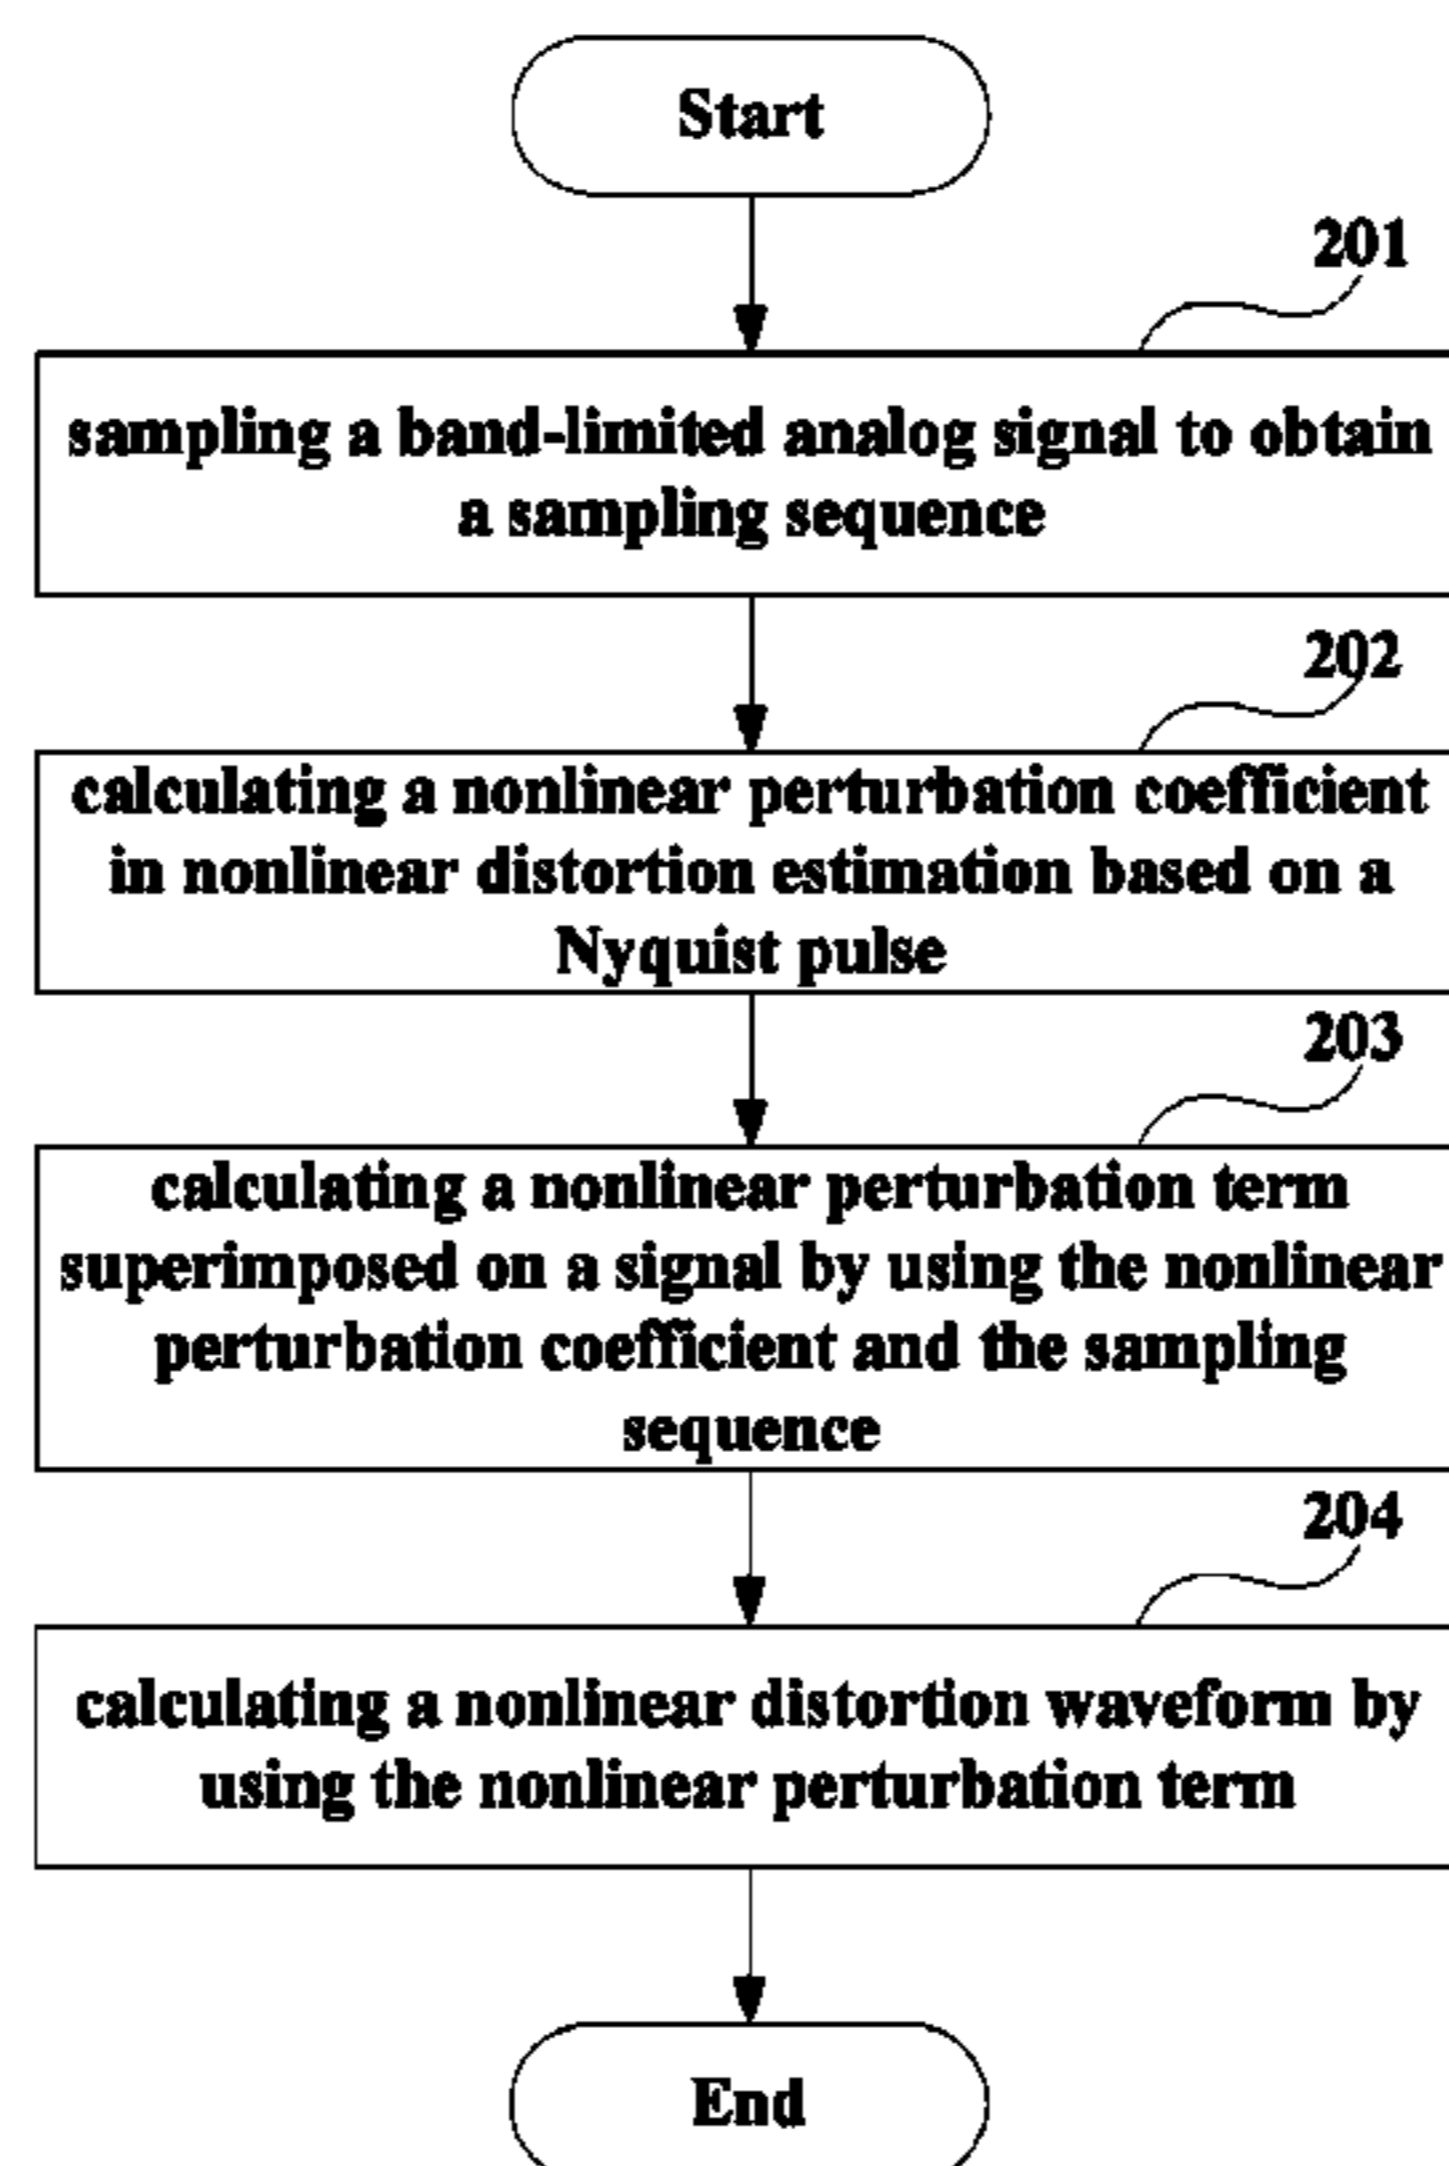 Start
201
sampling a band-limited analog signal to obtain
a sampling sequence
202
calculating a nonlinear perturbation coefficient
in nonlinear distortion estimation based on a
Nyquist pulse
203
calculating a nonlinear perturbation term
superimposed on a signal by using the nonlinear
perturbation coefficient and the sampling
sequence
204
calculating a nonlinear distortion waveform by
using the nonlinear perturbation term
End